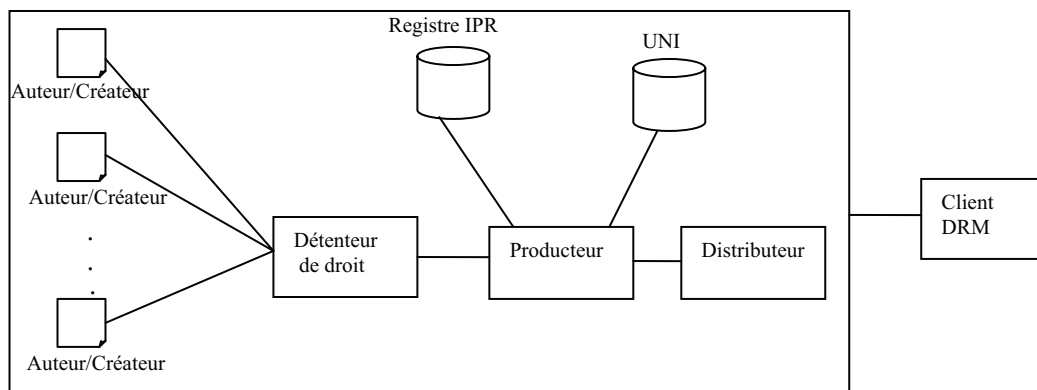 Registre IPR
UNI
Auteur/Créateur
Auteur/Créateur
.
.
.
Auteur/Créateur
Détenteur
de droit
Producteur
Distributeur
Client
DRM